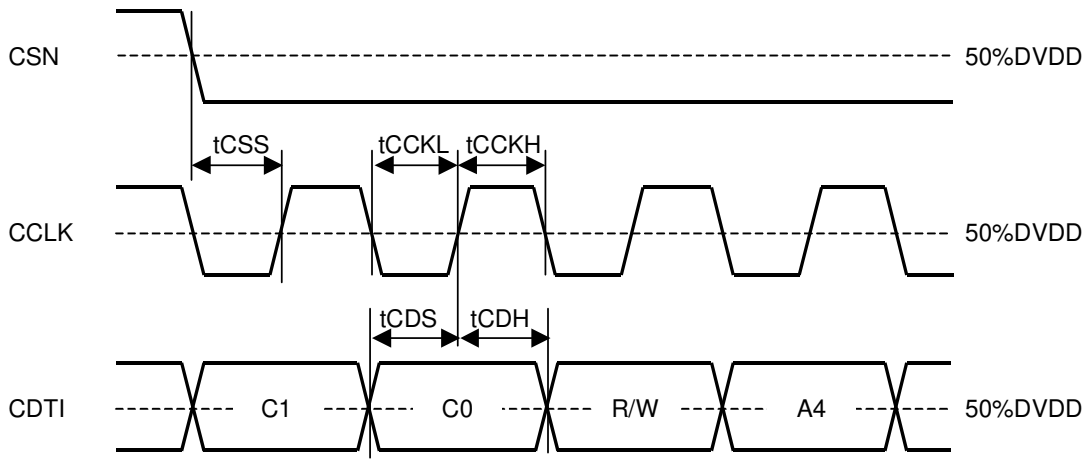 CSN 50%DVDD
tCSS tCCKL tCCKH
CCLK 50%DVDD
tCDS tCDH
CDTI C1 C0 R/W A4 50%DVDD